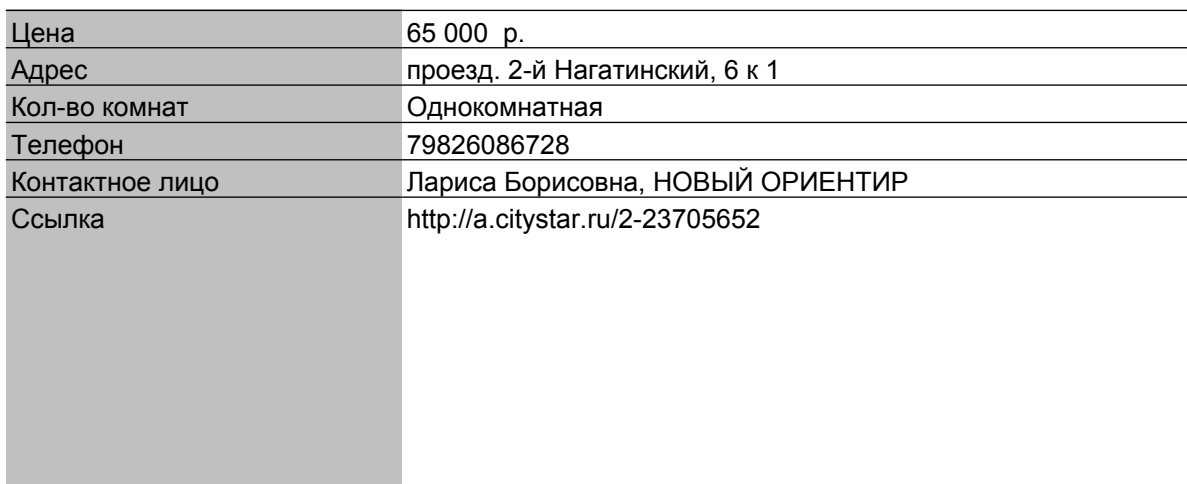 Цена 65 000 р.
Адрес проезд. 2-й Нагатинский, 6 к 1
Кол-во комнат Однокомнатная
Телефон 79826086728
Контактное лицо Лариса Борисовна, НОВЫЙ ОРИЕНТИР
Ссылка http://a.citystar.ru/2-23705652